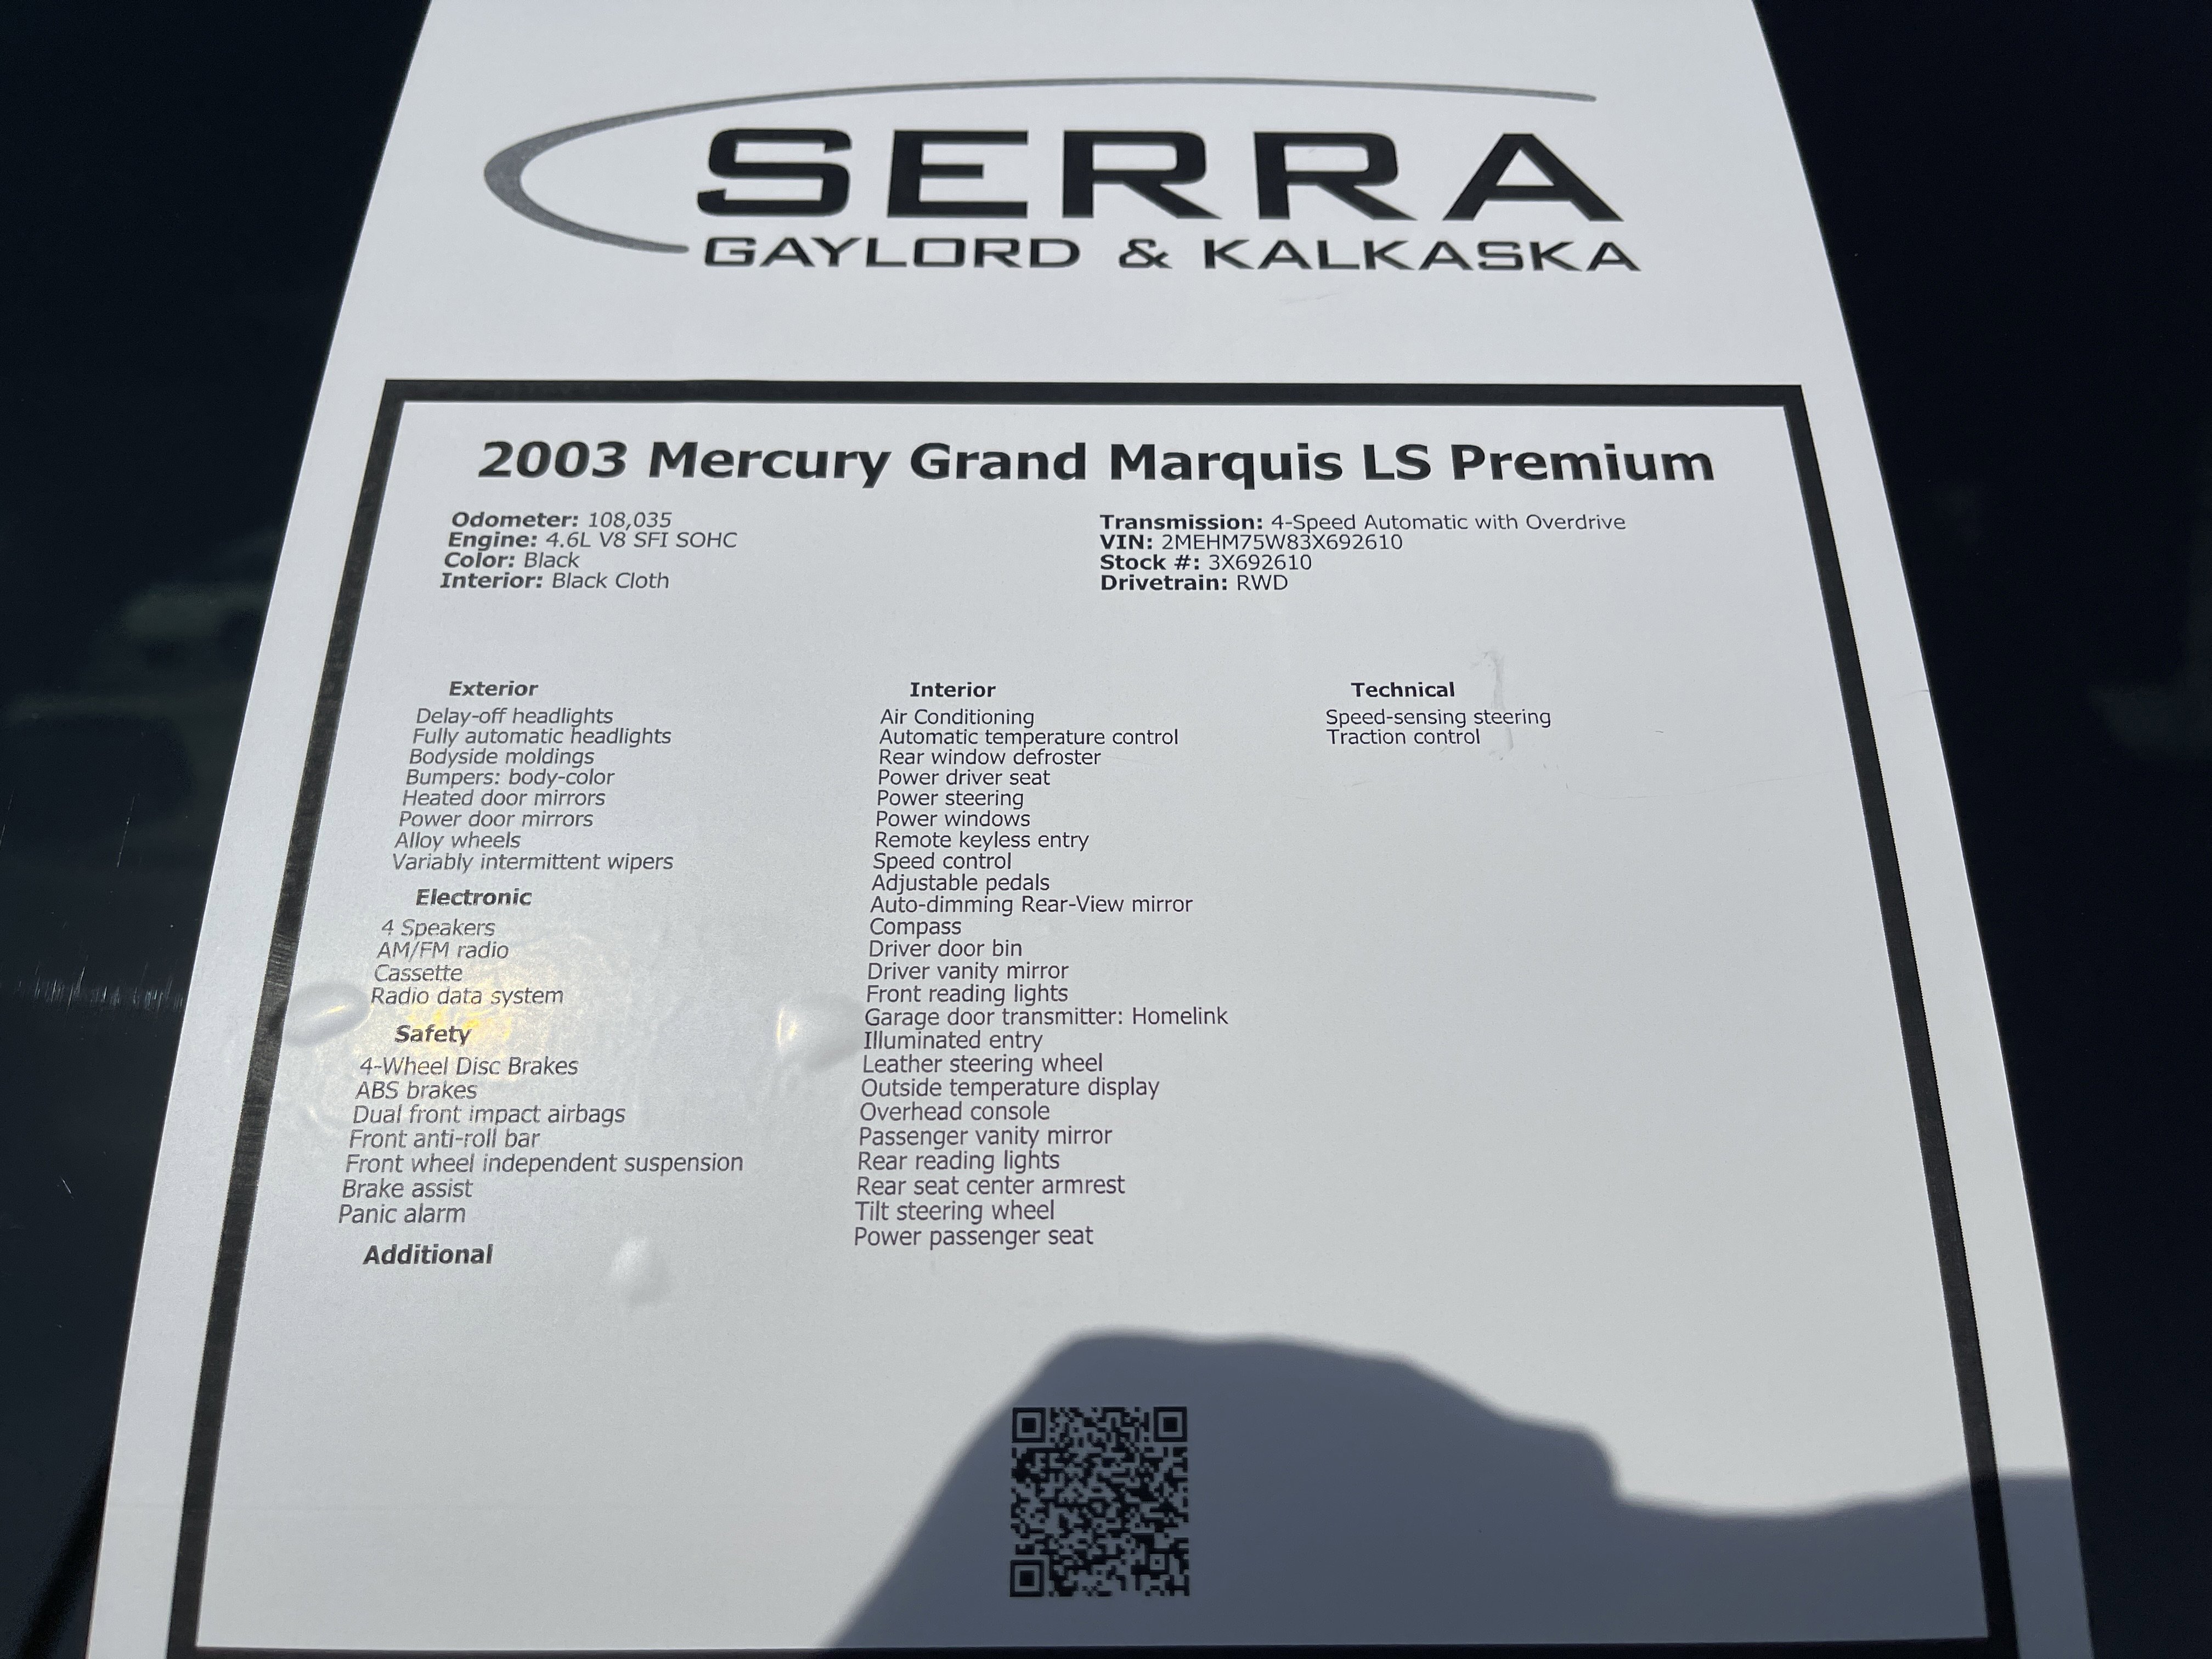 SERRA
GAYLORD & KALKASKA
2003 Mercury Grand Marquis LS Premium
Odometer: 108,035
Engine: 4.6L V8 SFI SOHC
Color: Black
Interior: Black Cloth
Transmission: 4-Speed Automatic with Overdrive
VIN: 2MEHM75W83X692610
Stock #: 3X692610
Drivetrain: RWD
Exterior
Delay-off headlights
Fully automatic headlights
Bodyside moldings
Bumpers: body-color
Heated door mirrors
Power door mirrors
Alloy wheels
Variably intermittent wipers
Electronic
4 Speakers
AM/FM radio
Cassette
Radio data system
Safety
4-Wheel Disc Brakes
ABS brakes
Dual front impact airbags
Front anti-roll bar
Front wheel independent suspension
Brake assist
Panic alarm
Additional
Interior
Air Conditioning
Automatic temperature control
Rear window defroster
Power driver seat
Power steering
Power windows
Remote keyless entry
Speed control
Adjustable pedals
Auto-dimming Rear-View mirror
Compass
Driver door bin
Driver vanity mirror
Front reading lights
Garage door transmitter: Homelink
Illuminated entry
Leather steering wheel
Outside temperature display
Overhead console
Passenger vanity mirror
Rear reading lights
Rear seat center armrest
Tilt steering wheel
Power passenger seat
Technical
Speed-sensing steering
Traction control